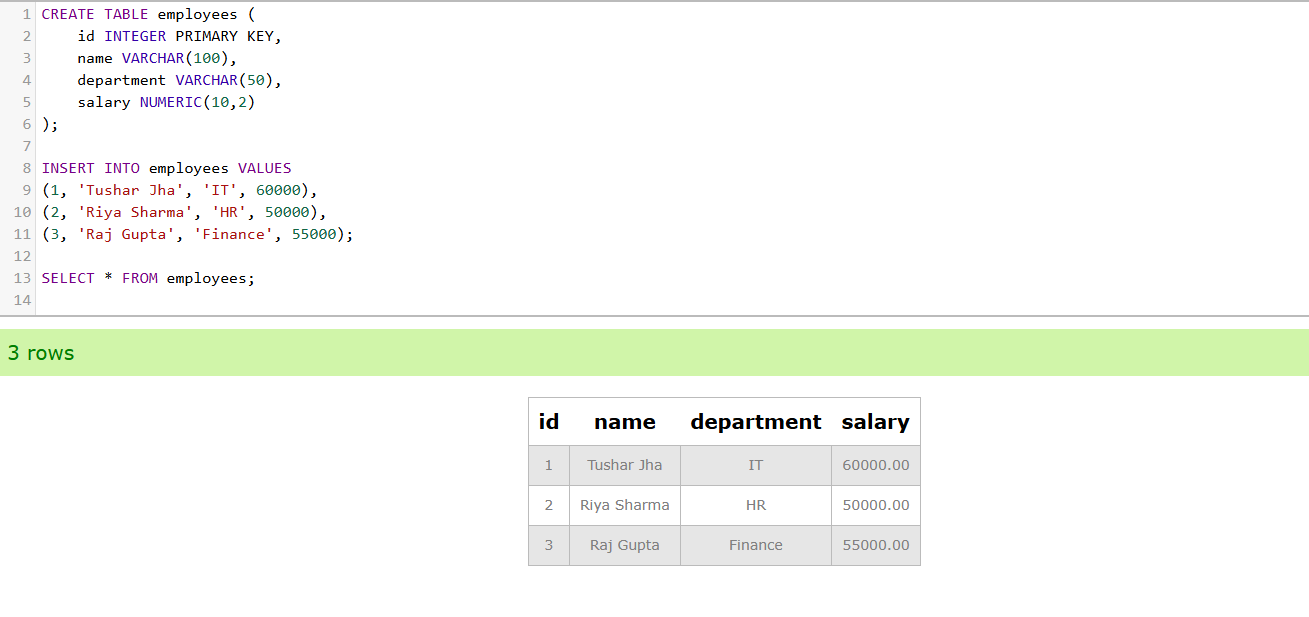 1 CREATE TABLE employees (
2     id INTEGER PRIMARY KEY,
3     name VARCHAR(100),
4     department VARCHAR(50),
5     salary NUMERIC(10,2)
6 );
7
8 INSERT INTO employees VALUES
9 (1, 'Tushar Jha', 'IT', 60000),
10 (2, 'Riya Sharma', 'HR', 50000),
11 (3, 'Raj Gupta', 'Finance', 55000);
12
13 SELECT * FROM employees;
14
3 rows
id name department salary
1 Tushar Jha IT 60000.00
2 Riya Sharma HR 50000.00
3 Raj Gupta Finance 55000.00